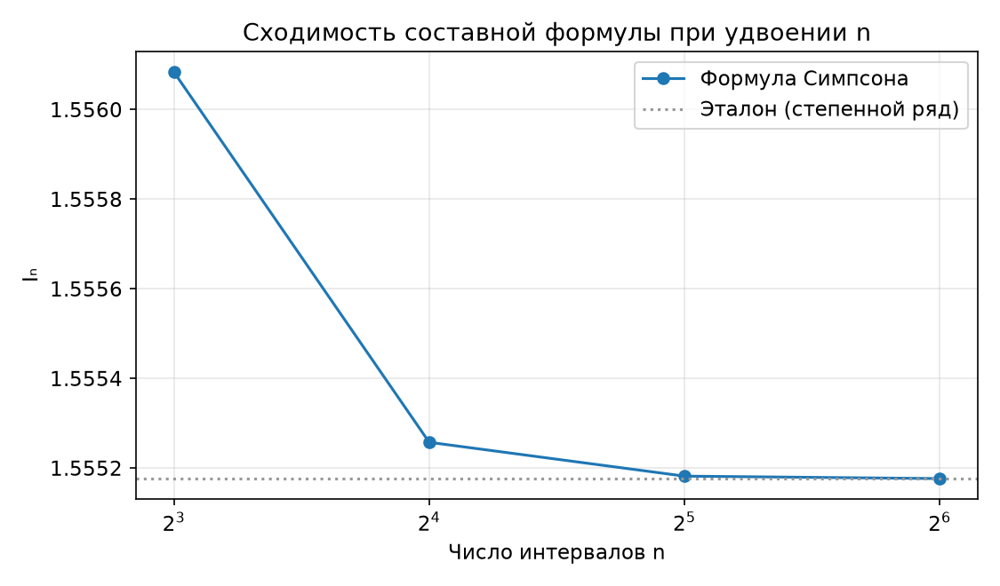 Сходимость составной формулы при удвоении n
Формула Симпсона
Эталон (степенной ряд)
1.5560
1.5558
1.5556
1.5554
1.5552
Iₙ
2³ 2⁴ 2⁵ 2⁶
Число интервалов n